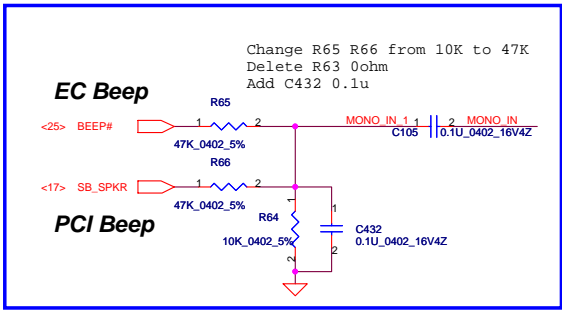 Change R65 R66 from 10K to 47K
Delete R63 0ohm
Add C432 0.1u
EC Beep
R65
<25> BEEP# 1 2 MONO_IN_1 1 2 MONO_IN
C105 0.1U_0402_16V4Z
47K_0402_5%
R66
<17> SB_SPKR 1 2
47K_0402_5%
PCI Beep
R64 1 2
10K_0402_5%
C432 1 2
0.1U_0402_16V4Z